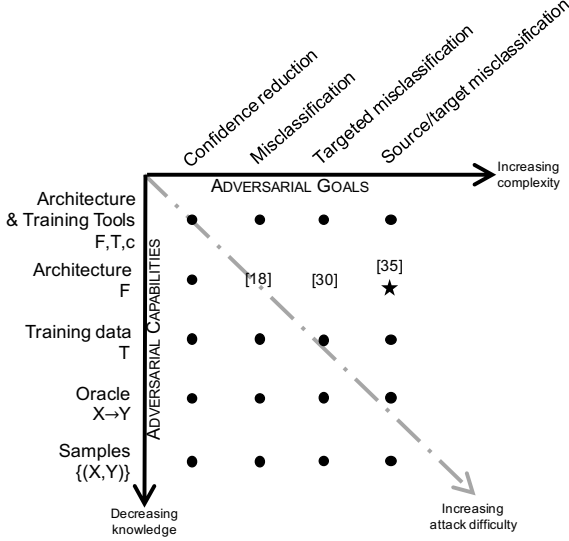 Confidence reduction
Misclassification
Targeted misclassification
Source/target misclassification
Increasing
complexity
ADVERSARIAL GOALS
Architecture
& Training Tools
F,T,c
ADVERSARIAL CAPABILITIES
Architecture
F
[18]
[30]
[35]
Training data
T
Oracle
X→Y
Samples
{(X,Y)}
Decreasing
knowledge
Increasing
attack difficulty